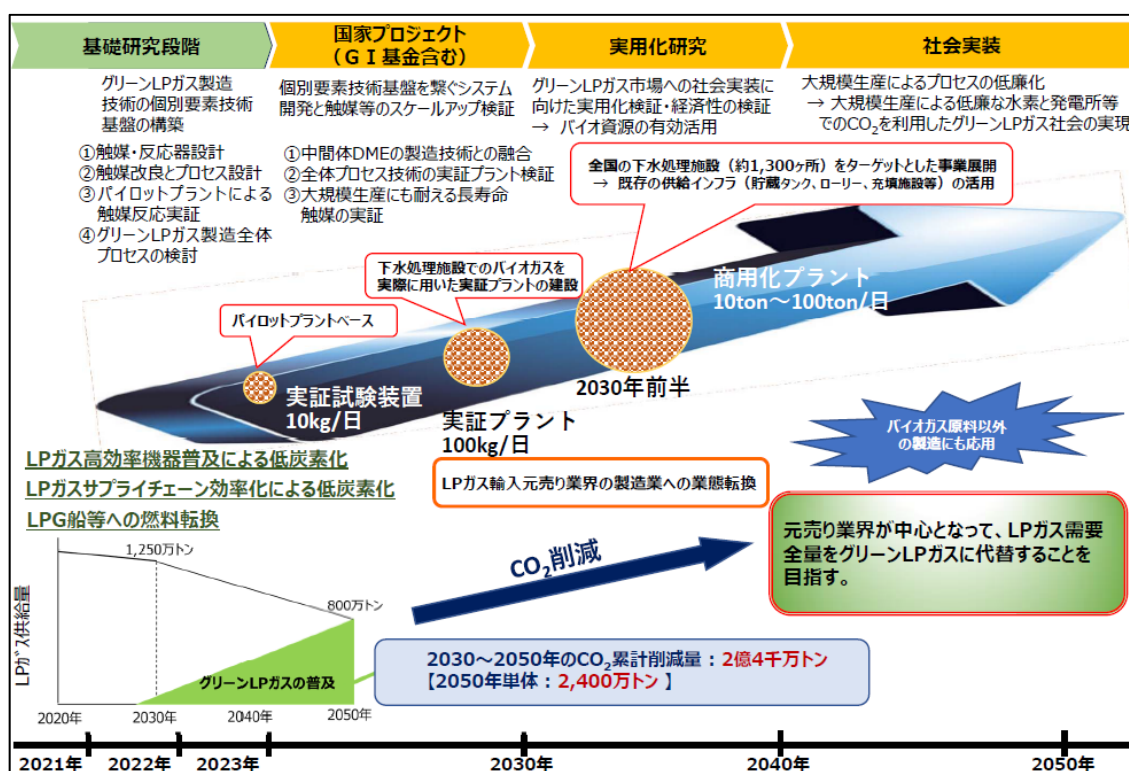 基礎研究段階
国家プロジェクト
（ＧＩ基金含む）
実用化研究
社会実装
グリーンLPガス製造
技術の個別要素技術
基盤の構築
①触媒・反応器設計
②触媒改良とプロセス設計
③パイロットプラントによる
触媒反応実証
④グリーンLPガス製造全体
プロセスの検討
個別要素技術基盤を繋ぐシステム
開発と触媒等のスケールアップ検証
①中間体DMEの製造技術との融合
②全体プロセス技術の実証プラント検証
③大規模生産にも耐える長寿命
触媒の実証
グリーンLPガス市場への社会実装に
向けた実用化検証・経済性の検証
→ バイオ資源の有効活用
大規模生産によるプロセスの低廉化
→ 大規模生産による低廉な水素と発電所等
でのCO₂を利用したグリーンLPガス社会の実現
全国の下水処理施設（約1,300ヶ所）をターゲットとした事業展開
→ 既存の供給インフラ（貯蔵タンク、ローリー、充填施設等）の活用
下水処理施設でのバイオガスを
実際に用いた実証プラントの建設
パイロットプラントベース
商用化プラント
10ton～100ton/日
2030年前半
実証試験装置
10kg/日
実証プラント
100kg/日
バイオガス原料以外
の製造にも応用
LPガス高効率機器普及による低炭素化
LPガスサプライチェーン効率化による低炭素化
LPG船等への燃料転換
LPガス輸入元売り業界の製造業への業態転換
元売り業界が中心となって、LPガス需要
全量をグリーンLPガスに代替することを
目指す。
CO₂削減
LPガス供給量
1,250万トン
800万トン
グリーンLPガスの普及
2020年
2030年
2040年
2050年
2030～2050年のCO₂累計削減量：2億4千万トン
【2050年単体：2,400万トン 】
2021年
2022年
2023年
2030年
2040年
2050年